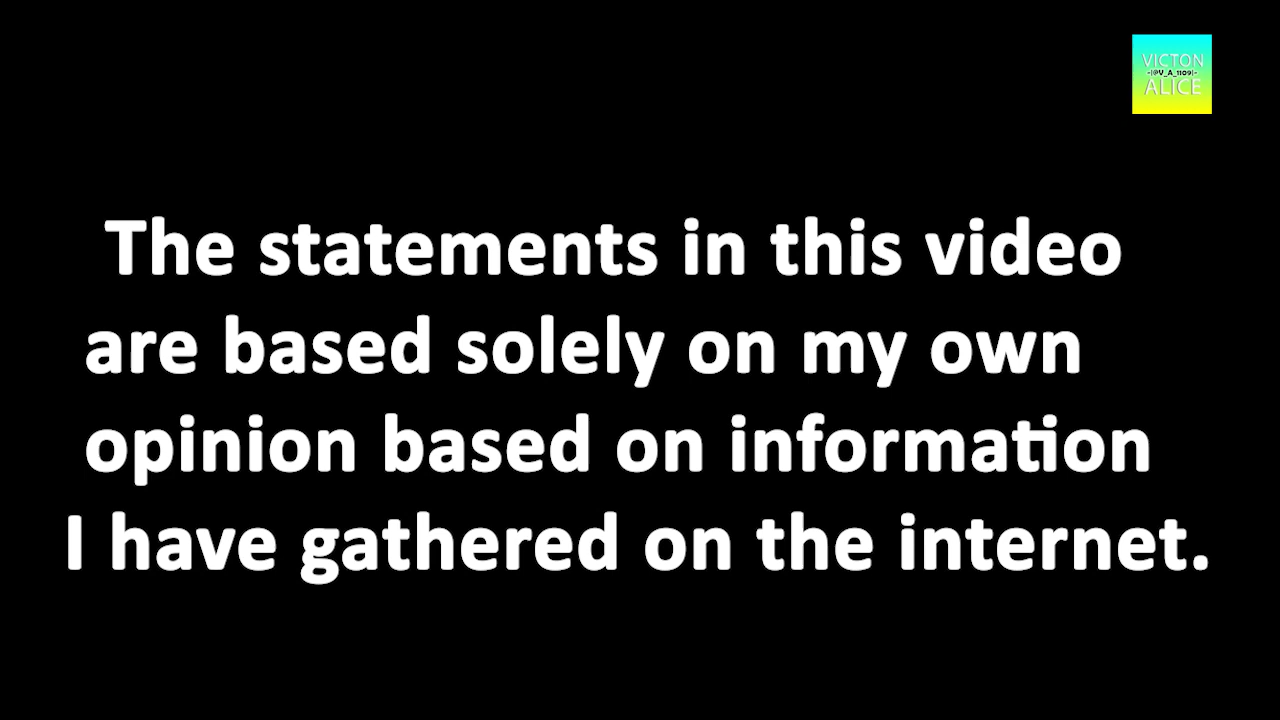 VICTON
-|@V_A_1109|-
ALICE
The statements in this video
are based solely on my own
opinion based on information
I have gathered on the internet.